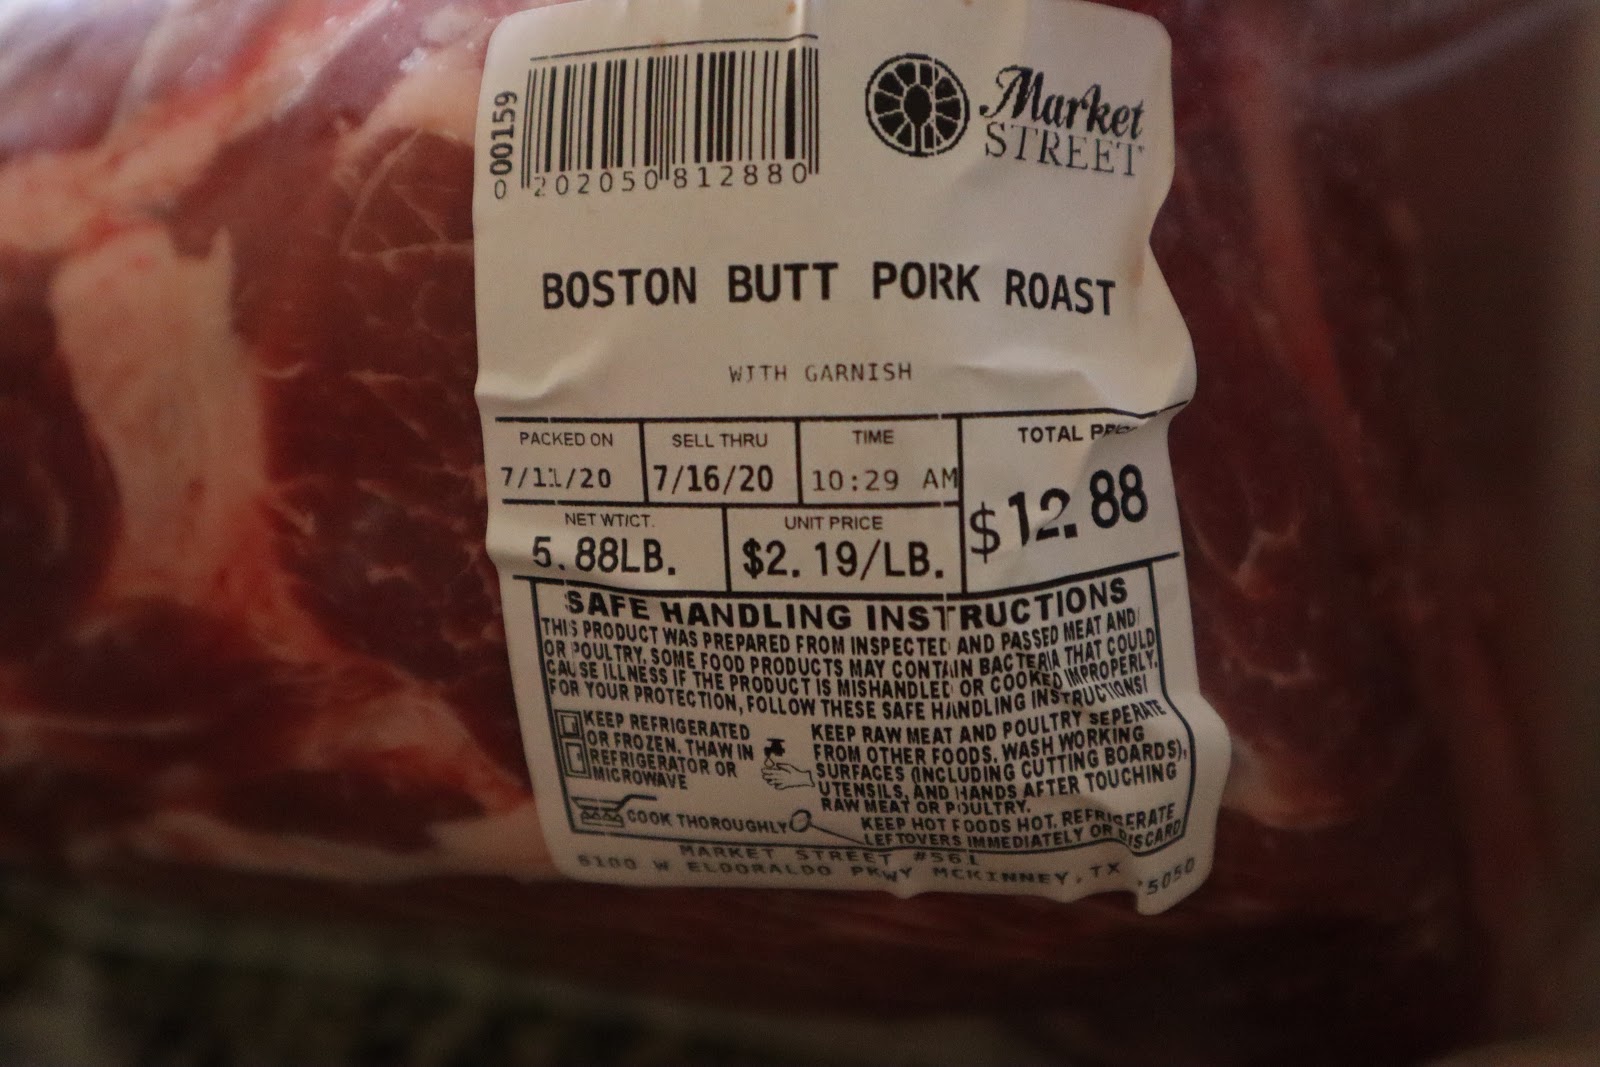 00159
0 202050 812880
Market
STREET
BOSTON BUTT PORK ROAST
WITH GARNISH
PACKED ON
7/11/20
SELL THRU
7/16/20
TIME
10:29 AM
TOTAL
$12.88
NET WT/CT.
5.88LB.
UNIT PRICE
$2.19/LB.
SAFE HANDLING INSTRUCTIONS
THIS PRODUCT WAS PREPARED FROM INSPECTED AND PASSED MEAT AND/
OR POULTRY. SOME FOOD PRODUCTS MAY CONTAIN BACTERIA THAT COULD
CAUSE ILLNESS IF THE PRODUCT IS MISHANDLED OR COOKED IMPROPERLY.
FOR YOUR PROTECTION, FOLLOW THESE SAFE HANDLING INSTRUCTIONS!
KEEP REFRIGERATED
OR FROZEN. THAW IN
REFRIGERATOR OR
MICROWAVE
KEEP RAW MEAT AND POULTRY SEPERATE
FROM OTHER FOODS. WASH WORKING
SURFACES (INCLUDING CUTTING BOARDS),
UTENSILS, AND HANDS AFTER TOUCHING
RAW MEAT OR POULTRY.
COOK THOROUGHLY
KEEP HOT FOODS HOT. REFRIGERATE
LEFTOVERS IMMEDIATELY OR DISCARD
MARKET STREET #561
6100 W ELDORALDO PKWY MCKINNEY, TX